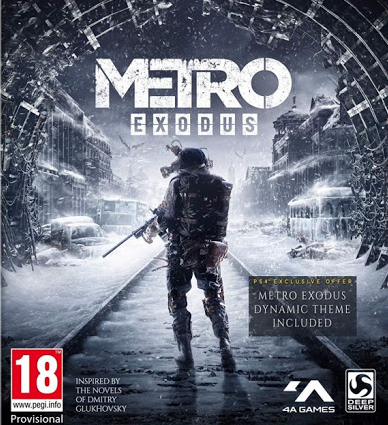 METRO
EXODUS
PS4 EXCLUSIVE OFFER
METRO EXODUS
DYNAMIC THEME
INCLUDED
18
www.pegi.info
Provisional
INSPIRED BY
THE NOVELS
OF DMITRY
GLUKHOVSKY
4A GAMES
DEEP
SILVER